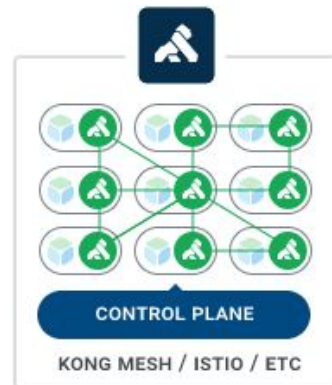 CONTROL PLANE
KONG MESH / ISTIO / ETC